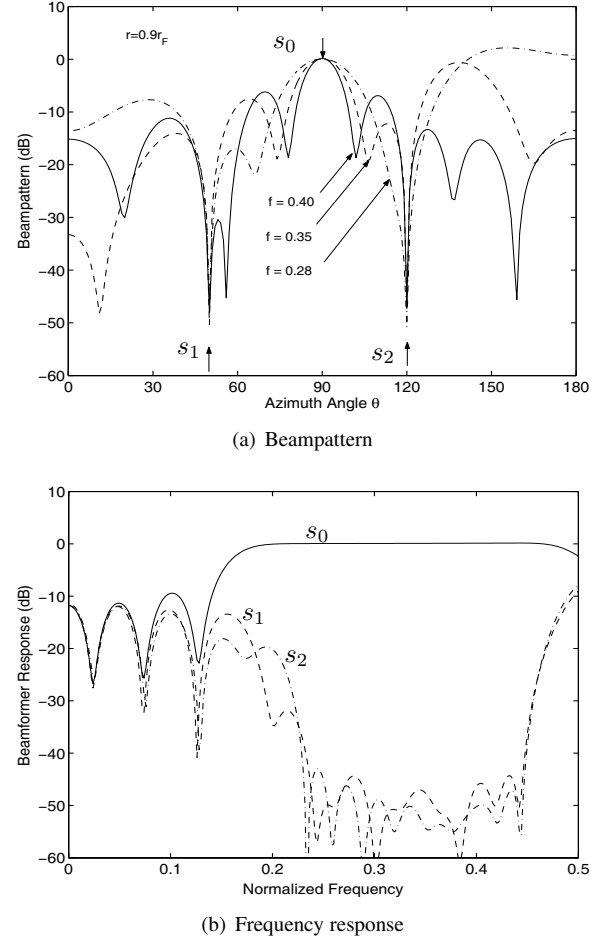 10
r=0.9r_F
s_0
0
−10
−20
−30
−40
−50
−60
Beampattern (dB)
f = 0.40
f = 0.35
f = 0.28
s_1
s_2
0 30 60 90 120 150 180
Azimuth Angle θ
(a) Beampattern
10
0
−10
−20
−30
−40
−50
−60
Beamformer Response (dB)
s_0
s_1
s_2
0 0.1 0.2 0.3 0.4 0.5
Normalized Frequency
(b) Frequency response